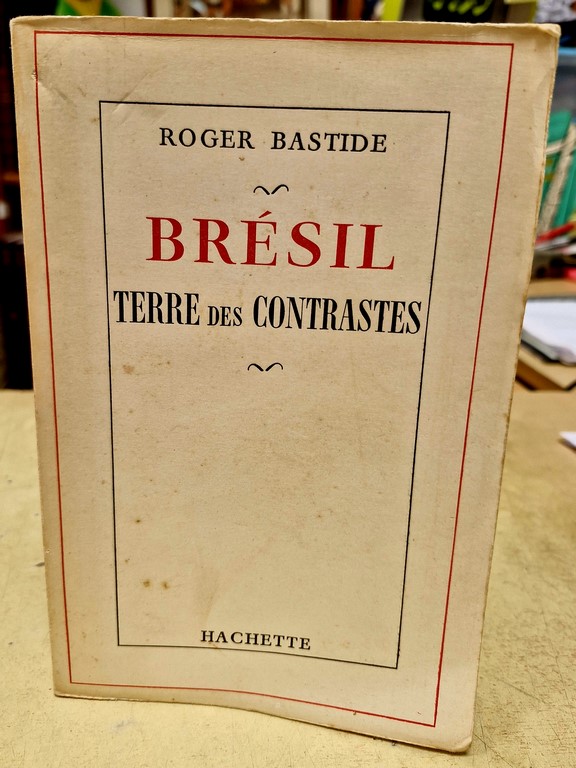 ROGER BASTIDE
BRÉSIL
TERRE DES CONTRASTES
HACHETTE